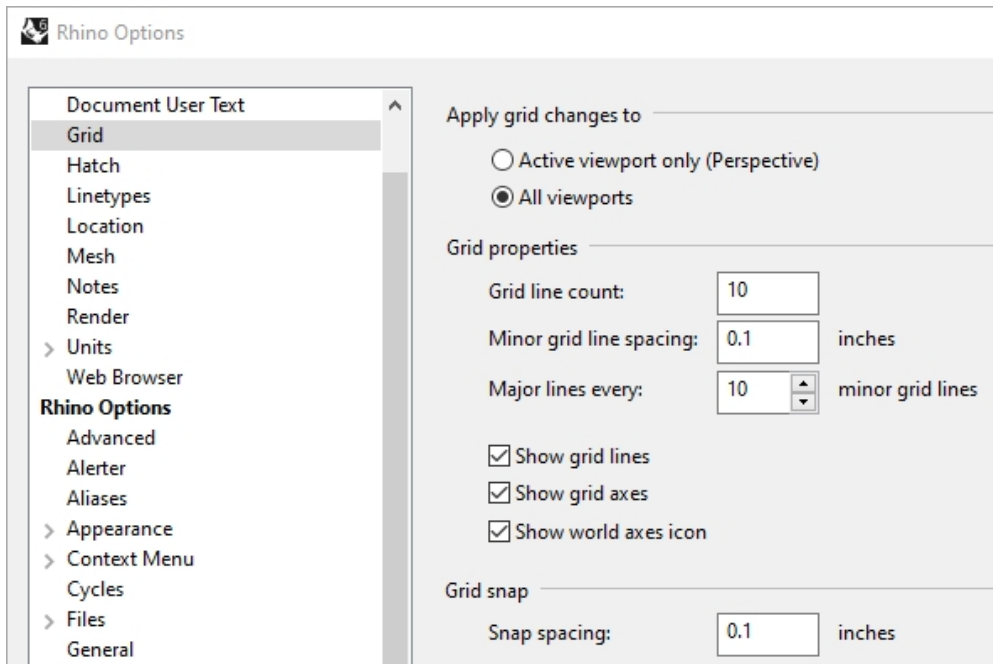 Rhino Options
Document User Text
Grid
Hatch
Linetypes
Location
Mesh
Notes
Render
Units
Web Browser
Rhino Options
Advanced
Alerter
Aliases
Appearance
Context Menu
Cycles
Files
General
Apply grid changes to
Active viewport only (Perspective)
All viewports
Grid properties
Grid line count: 10
Minor grid line spacing: 0.1 inches
Major lines every: 10 minor grid lines
Show grid lines
Show grid axes
Show world axes icon
Grid snap
Snap spacing: 0.1 inches